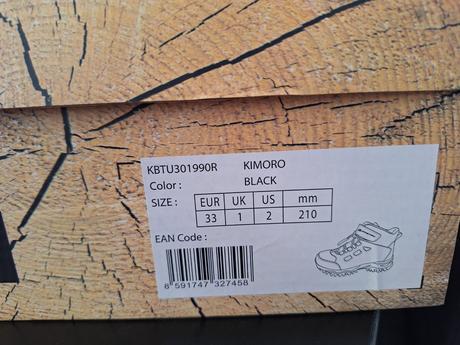 KBTU301990R KIMORO
Color : BLACK
SIZE : EUR UK US mm
33 1 2 210
EAN Code :
8 591747 327458